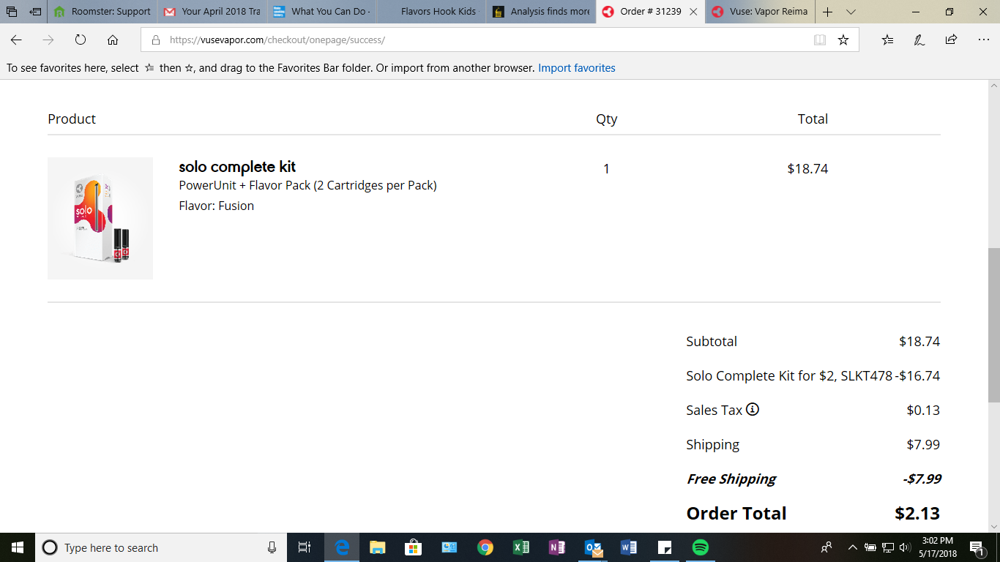 Roomster: Support
Your April 2018 Tra
What You Can Do -
Flavors Hook Kids
Analysis finds more
Order # 31239
Vuse: Vapor Reima
https://vusevapor.com/checkout/onepage/success/
To see favorites here, select then , and drag to the Favorites Bar folder. Or import from another browser. Import favorites
Product Qty Total
solo complete kit 1 $18.74
PowerUnit + Flavor Pack (2 Cartridges per Pack)
Flavor: Fusion
solo
Subtotal $18.74
Solo Complete Kit for $2, SLKT478 -$16.74
Sales Tax $0.13
Shipping $7.99
Free Shipping -$7.99
Order Total $2.13
Type here to search
3:02 PM
5/17/2018
1